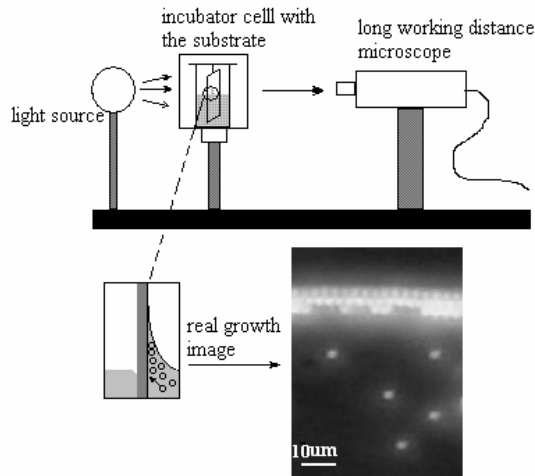 incubator celll with
the substrate
long working distance
microscope
light source
real growth
image
10um